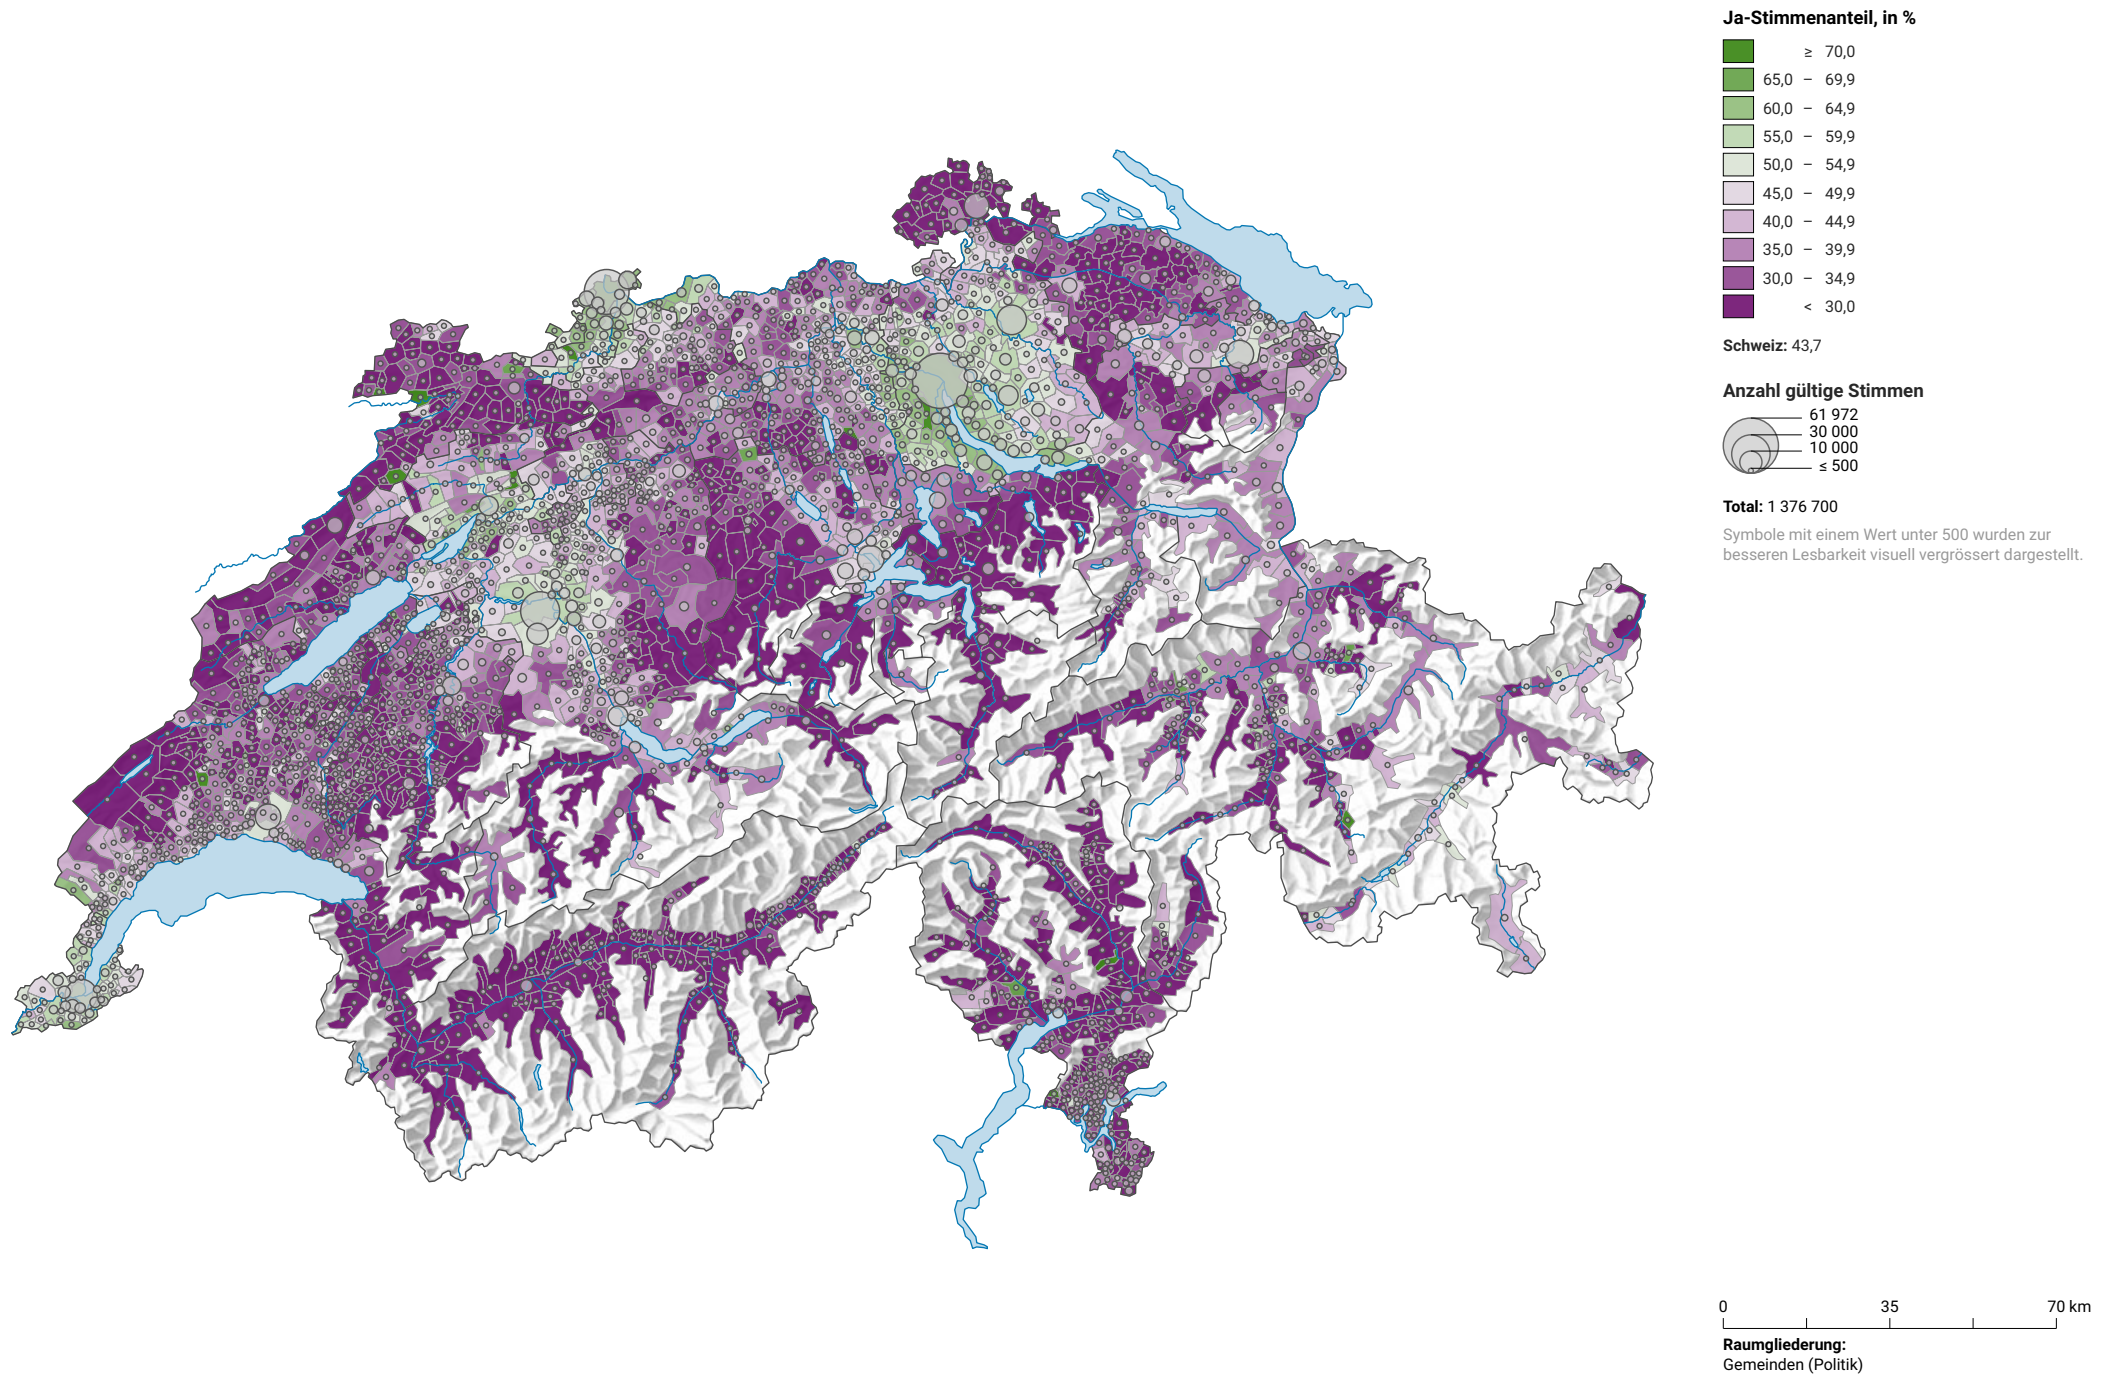 Ja-Stimmenanteil, in %
≥ 70,0
65,0 – 69,9
60,0 – 64,9
55,0 – 59,9
50,0 – 54,9
45,0 – 49,9
40,0 – 44,9
35,0 – 39,9
30,0 – 34,9
< 30,0
Schweiz: 43,7
Anzahl gültige Stimmen
61 972
30 000
10 000
≤ 500
Total: 1 376 700
Symbole mit einem Wert unter 500 wurden zur
besseren Lesbarkeit visuell vergrössert dargestellt.
0 35 70 km
Raumgliederung:
Gemeinden (Politik)